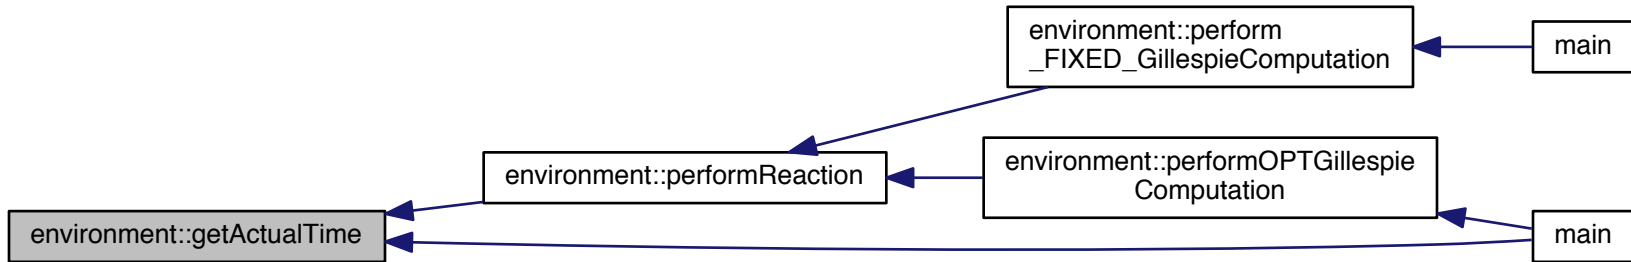 environment::perform
_FIXED_GillespieComputation
main
environment::performReaction
environment::performOPTGillespie
Computation
environment::getActualTime
main